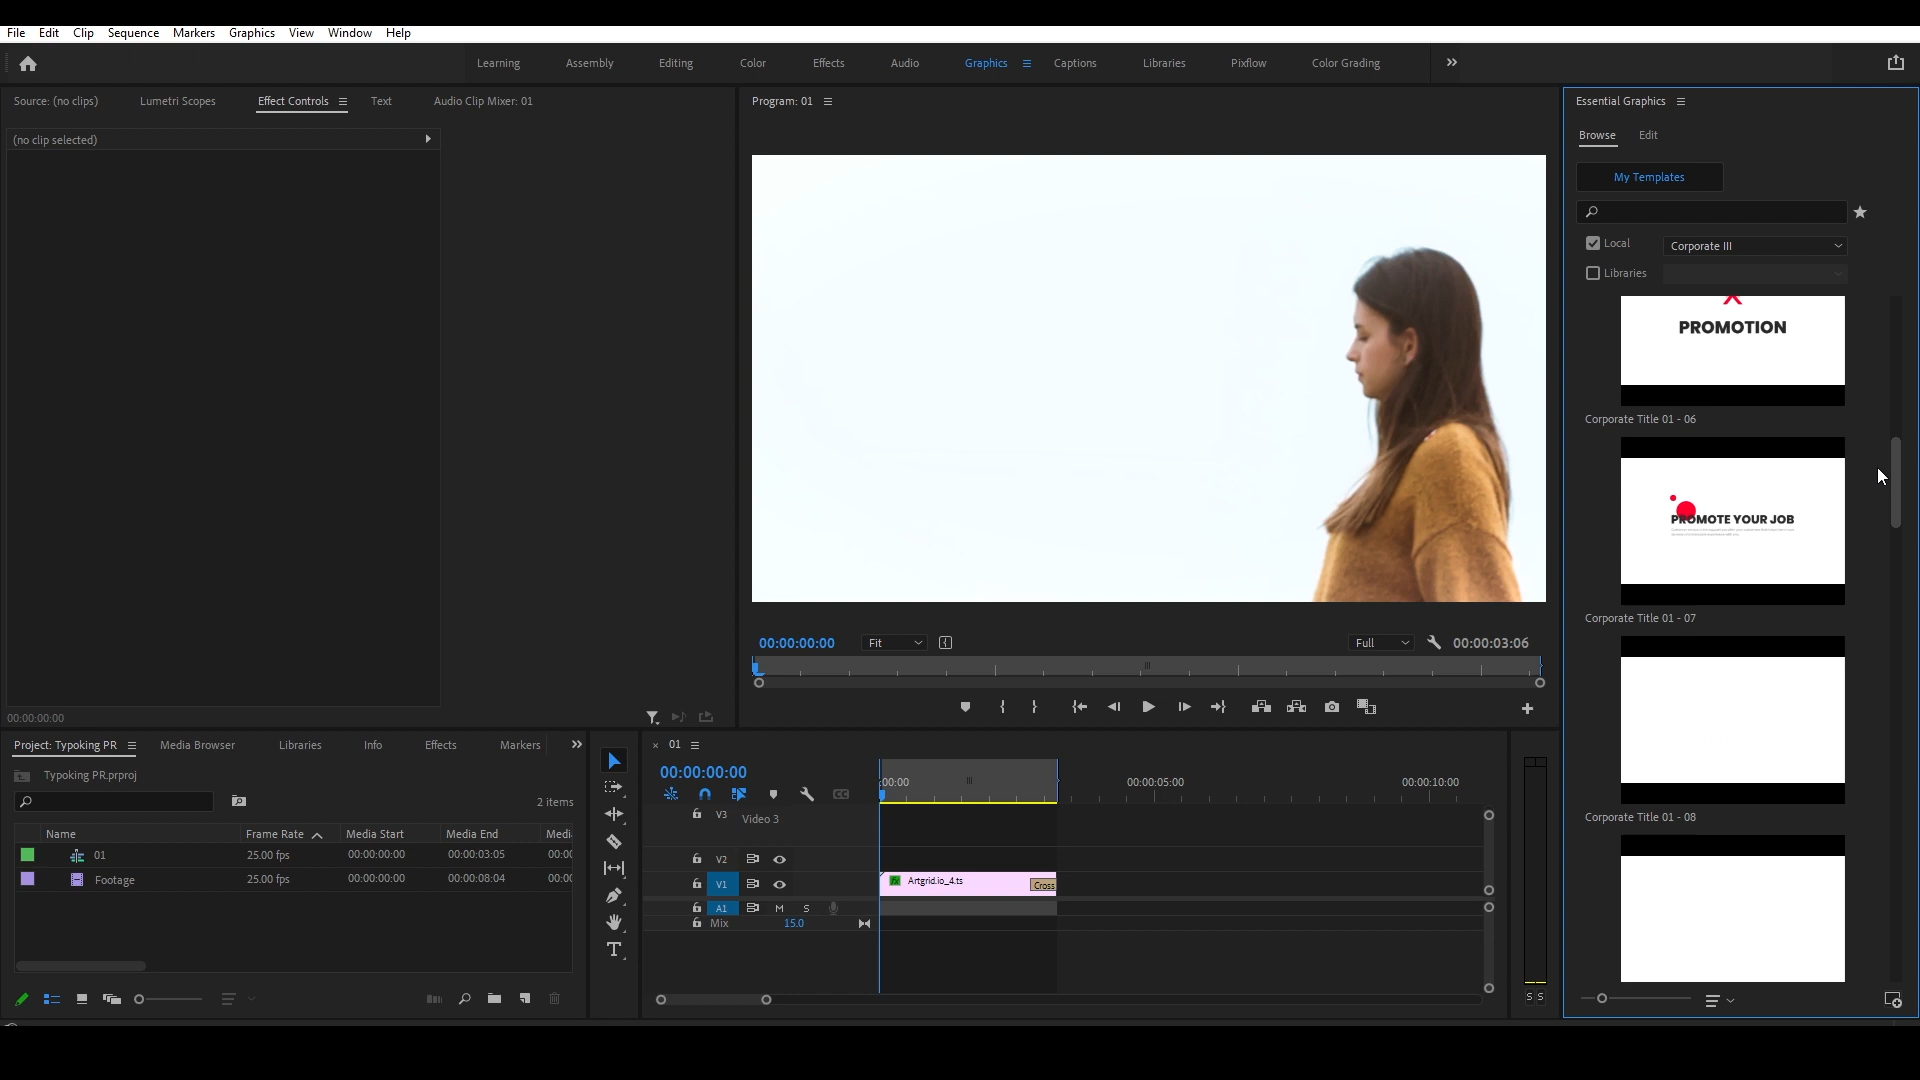 File Edit Clip Sequence Markers Graphics View Window Help
Learning Assembly Editing Color Effects Audio Graphics Captions Libraries Pixflow Color Grading
Source: (no clips) Lumetri Scopes Effect Controls Text Audio Clip Mixer: 01
(no clip selected)
00:00:00:00
Program: 01
00:00:00:00 Fit Full 00:00:03:06
Essential Graphics
Browse Edit
My Templates
Local Corporate III
Libraries
PROMOTION
Corporate Title 01 - 06
PROMOTE YOUR JOB
Corporate Title 01 - 07
Corporate Title 01 - 08
Project: Typoking PR Media Browser Libraries Info Effects Markers
Typoking PR.prproj
2 items
Name Frame Rate Media Start Media End Medi
01 25.00 fps 00:00:00:00 00:00:03:05 00:0
Footage 25.00 fps 00:00:00:00 00:00:08:04 00:0
01
00:00:00:00
:00:00 00:00:05:00 00:00:10:00
V3 Video 3
V2
V1 Artgrid.io_4.ts Cross
A1 M S
Mix 15.0
S S